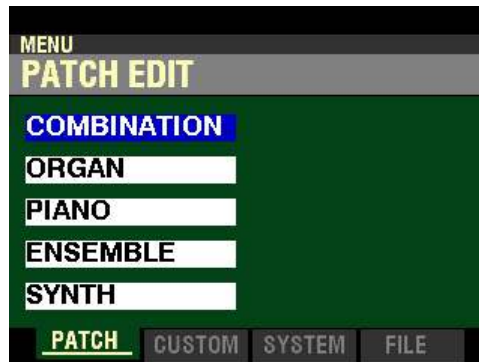 MENU
PATCH EDIT
COMBINATION
ORGAN
PIANO
ENSEMBLE
SYNTH
PATCH CUSTOM SYSTEM FILE